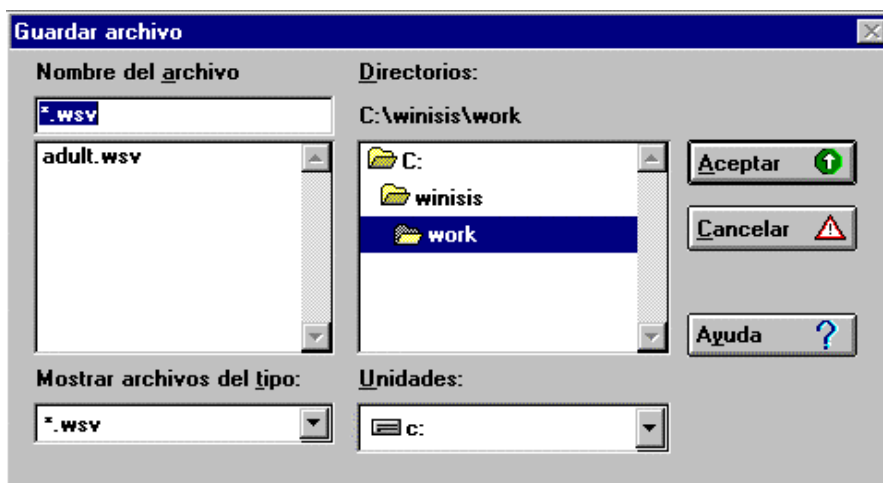 Guardar archivo
Nombre del archivo
*.wsv
adult.wsv
Mostrar archivos del tipo:
*.wsv
Directorios:
C:\winisis\work
C:
winisis
work
Unidades:
c:
Aceptar
Cancelar
Ayuda